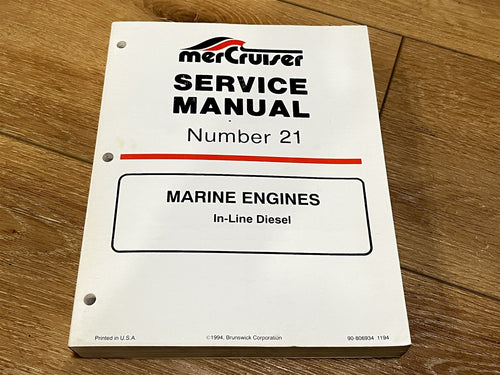 merCruiser
SERVICE
MANUAL
Number 21
MARINE ENGINES
In-Line Diesel
Printed in U.S.A.
©1994, Brunswick Corporation
90-806934 1194